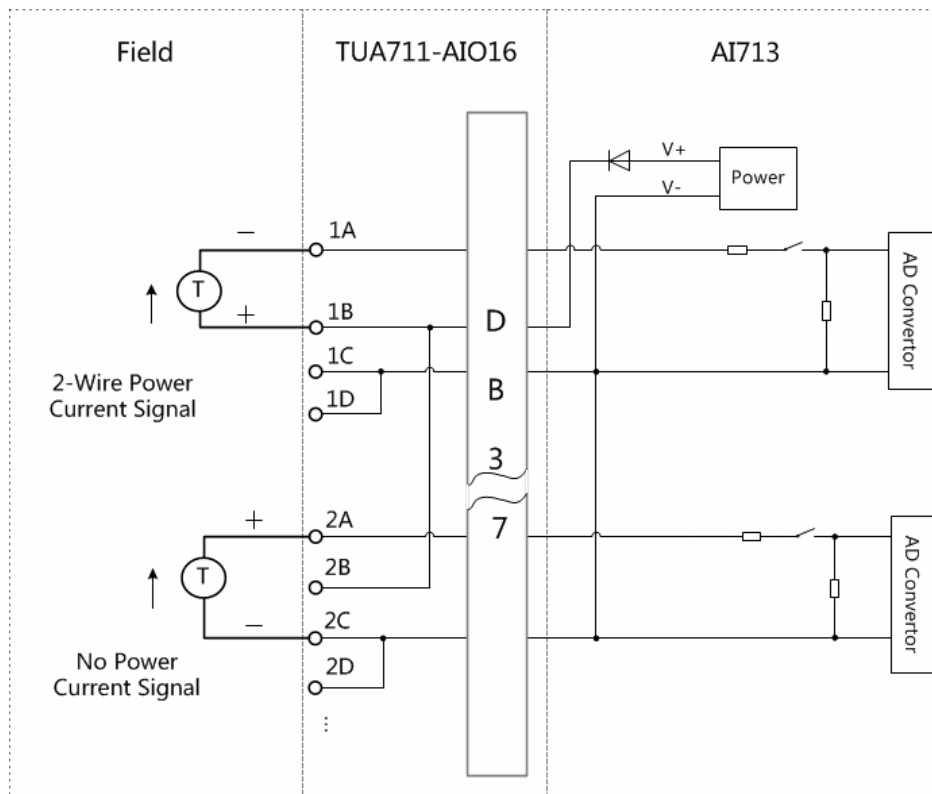 Field
TUA711-AIO16
AI713
V+
V-
Power
1A
−
T
+
1B
1C
1D
2-Wire Power
Current Signal
D
B
3
7
AD Convertor
2A
+
T
2B
−
2C
2D
No Power
Current Signal
AD Convertor
⋮